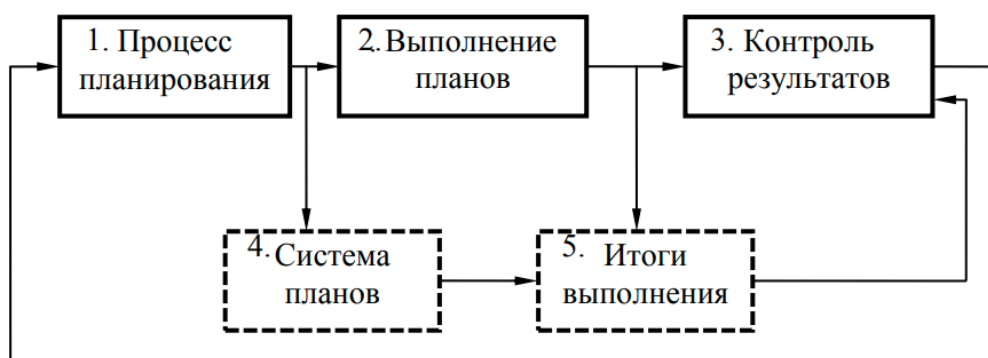 1. Процесс
планирования
2. Выполнение
планов
3. Контроль
результатов
4. Система
планов
5. Итоги
выполнения